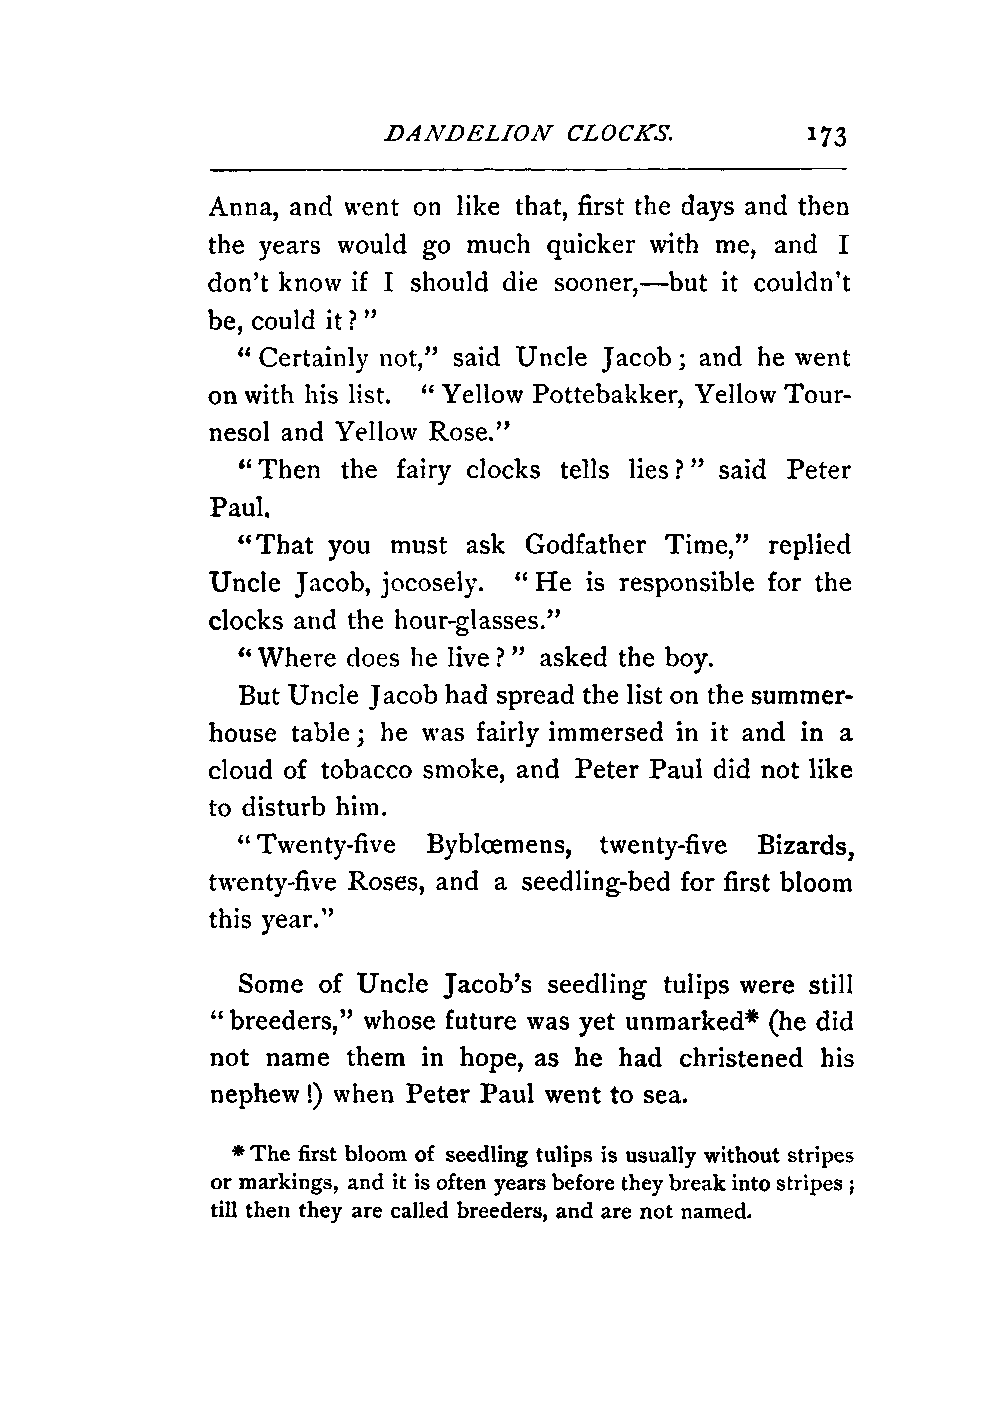 DANDELION CLOCKS. 173
Anna, and went on like that, first the days and then
the years would go much quicker with me, and I
don't know if I should die sooner,—but it couldn't
be, could it?"
"Certainly not," said Uncle Jacob; and he went
on with his list. "Yellow Pottebakker, Yellow Tour-
nesol and Yellow Rose."
"Then the fairy clocks tells lies?" said Peter
Paul.
"That you must ask Godfather Time," replied
Uncle Jacob, jocosely. "He is responsible for the
clocks and the hour-glasses."
"Where does he live?" asked the boy.
But Uncle Jacob had spread the list on the summer-
house table; he was fairly immersed in it and in a
cloud of tobacco smoke, and Peter Paul did not like
to disturb him.
"Twenty-five Byblœmens, twenty-five Bizards,
twenty-five Roses, and a seedling-bed for first bloom
this year."
Some of Uncle Jacob's seedling tulips were still
"breeders," whose future was yet unmarked* (he did
not name them in hope, as he had christened his
nephew!) when Peter Paul went to sea.
* The first bloom of seedling tulips is usually without stripes
or markings, and it is often years before they break into stripes;
till then they are called breeders, and are not named.